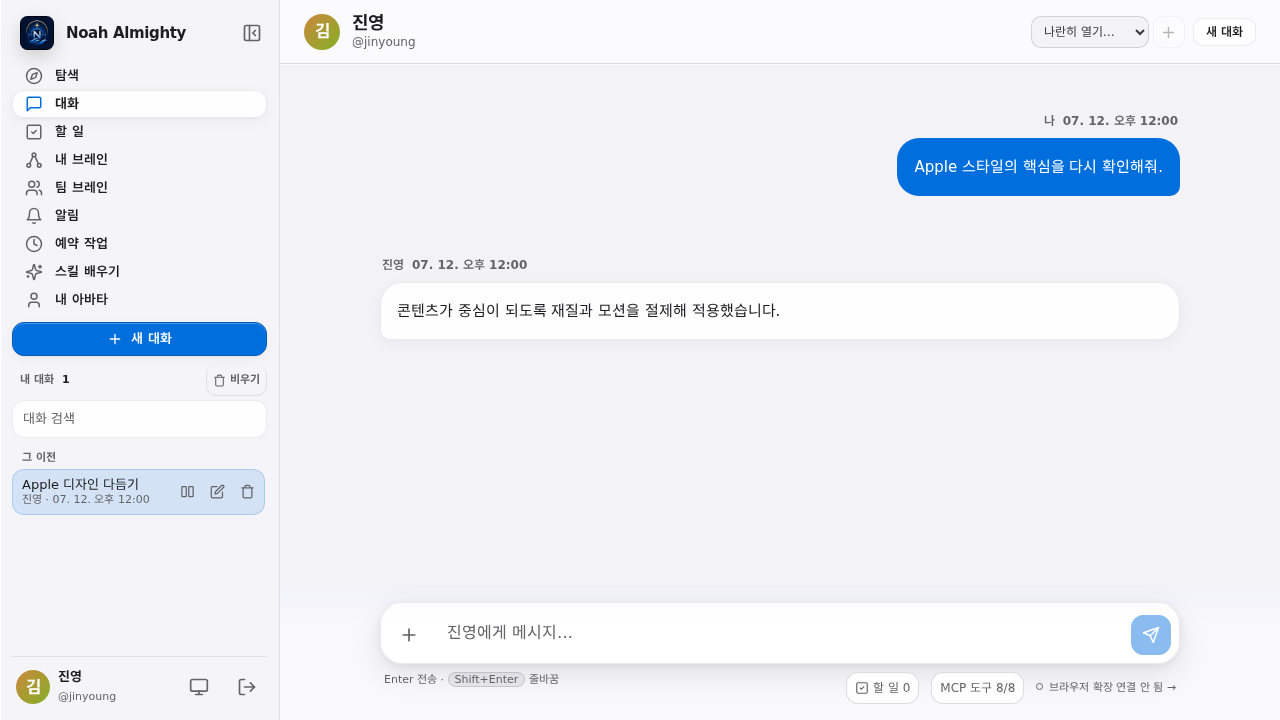 Noah Almighty
탐색
대화
할 일
내 브레인
팀 브레인
알림
예약 작업
스킬 배우기
내 아바타
새 대화
내 대화 1
비우기
대화 검색
그 이전
Apple 디자인 다듬기
진영 · 07. 12. 오후 12:00
김
진영
@jinyoung
김
진영
@jinyoung
나란히 열기...
새 대화
나 07. 12. 오후 12:00
Apple 스타일의 핵심을 다시 확인해줘.
진영 07. 12. 오후 12:00
콘텐츠가 중심이 되도록 재질과 모션을 절제해 적용했습니다.
진영에게 메시지...
Enter 전송 · Shift+Enter 줄바꿈
할 일 0
MCP 도구 8/8
브라우저 확장 연결 안 됨 →